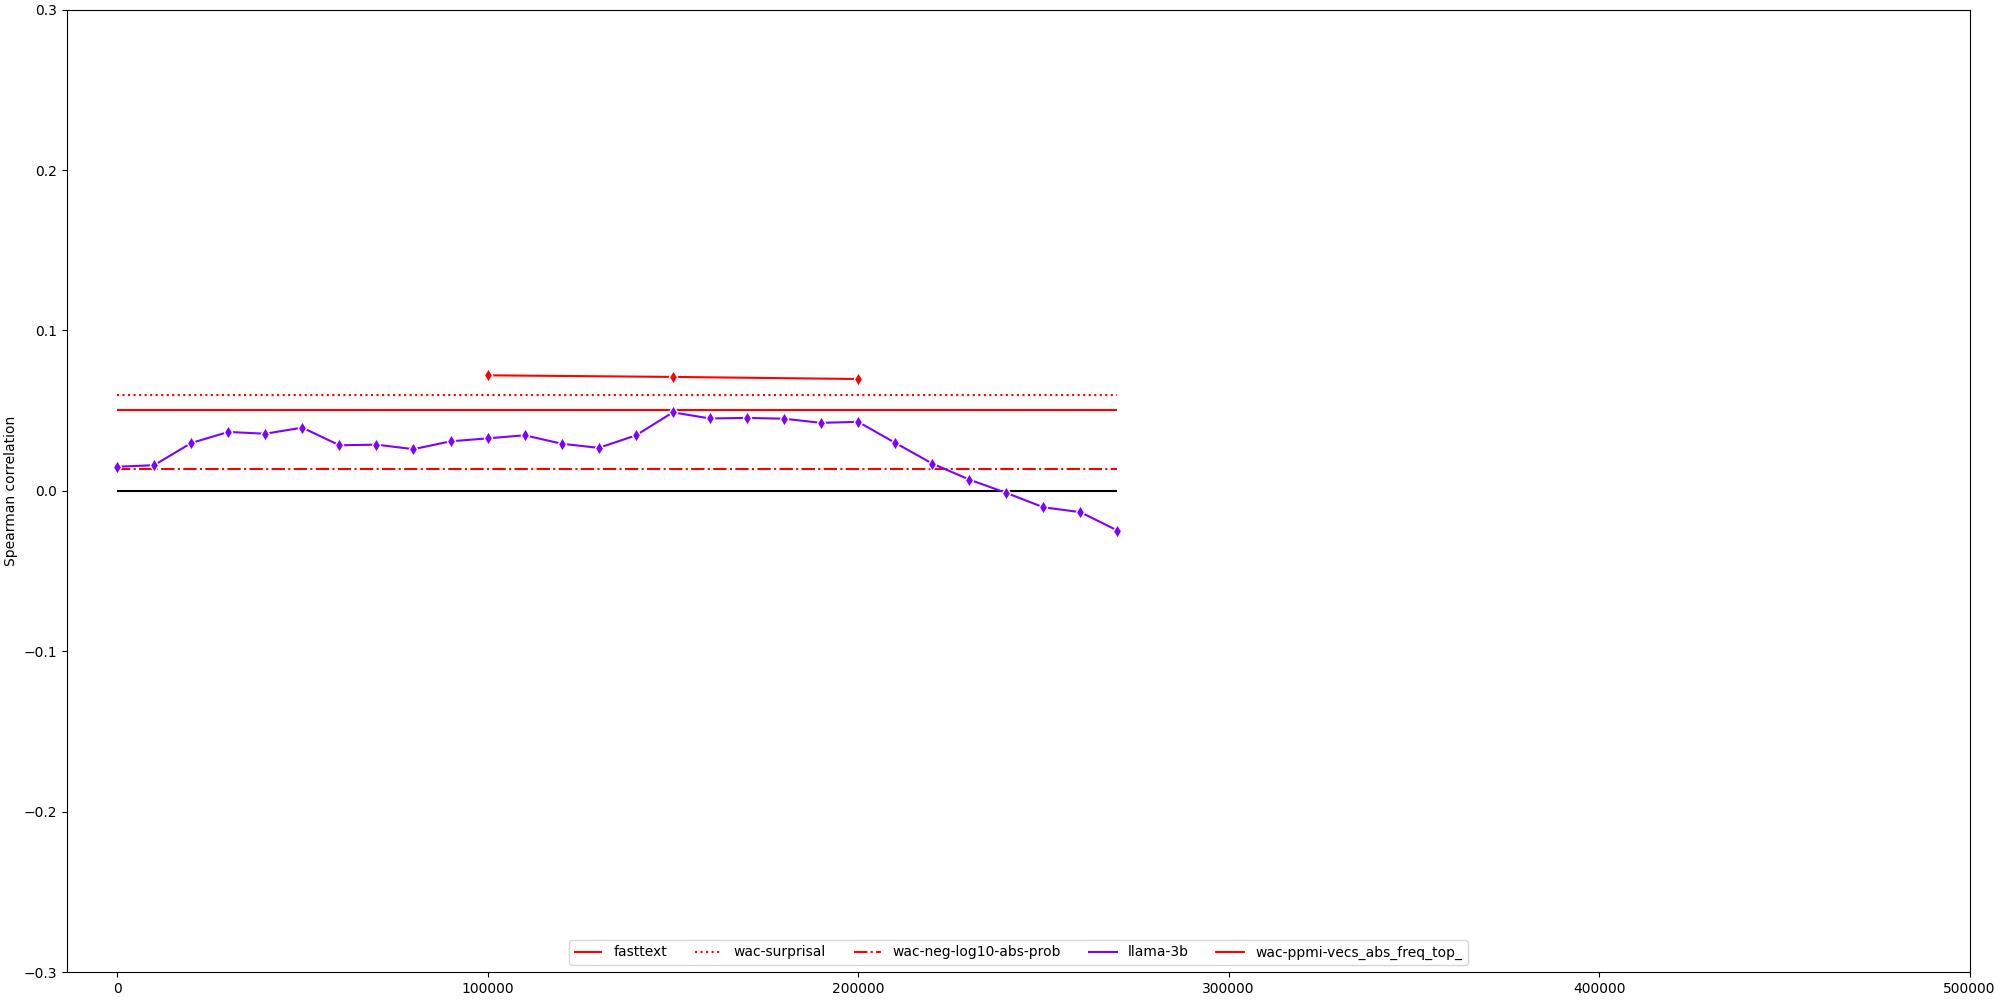 0.3
0.2
0.1
0.0
−0.1
−0.2
−0.3
Spearman correlation
fasttext wac-surprisal wac-neg-log10-abs-prob llama-3b wac-ppmi-vecs_abs_freq_top_
0 100000 200000 300000 400000 500000